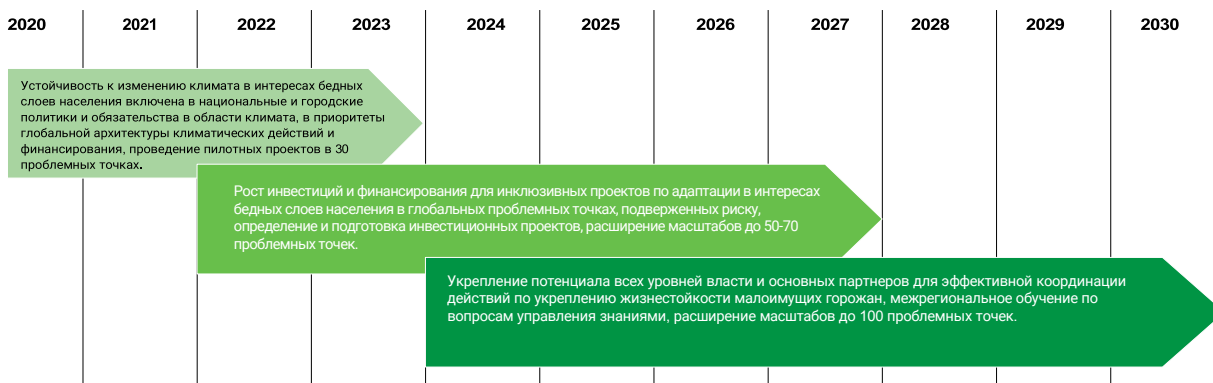 2020 2021 2022 2023 2024 2025 2026 2027 2028 2029 2030
Устойчивость к изменению климата в интересах бедных
слоев населения включена в национальные и городские
политики и обязательства в области климата, в приоритеты
глобальной архитектуры климатических действий и
финансирования, проведение пилотных проектов в 30
проблемных точках.
Рост инвестиций и финансирования для инклюзивных проектов по адаптации в интересах
бедных слоев населения в глобальных проблемных точках, подверженных риску,
определение и подготовка инвестиционных проектов, расширение масштабов до 50-70
проблемных точек.
Укрепление потенциала всех уровней власти и основных партнеров для эффективной координации
действий по укреплению жизнестойкости малоимущих горожан, межрегиональное обучение по
вопросам управления знаниями, расширение масштабов до 100 проблемных точек.